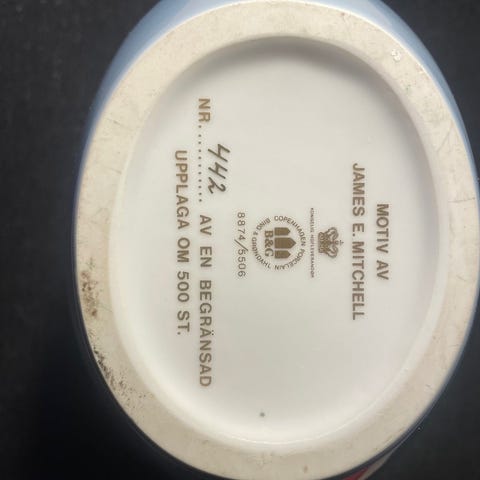 MOTIV AV
JAMES E. MITCHELL
KONGELIG HOFLEVERANDØR
BING & GRØNDAHL
COPENHAGEN PORCELAIN
B&G
8874/5506
NR. 442 AV EN BEGRÄNSAD
UPPLAGA OM 500 ST.